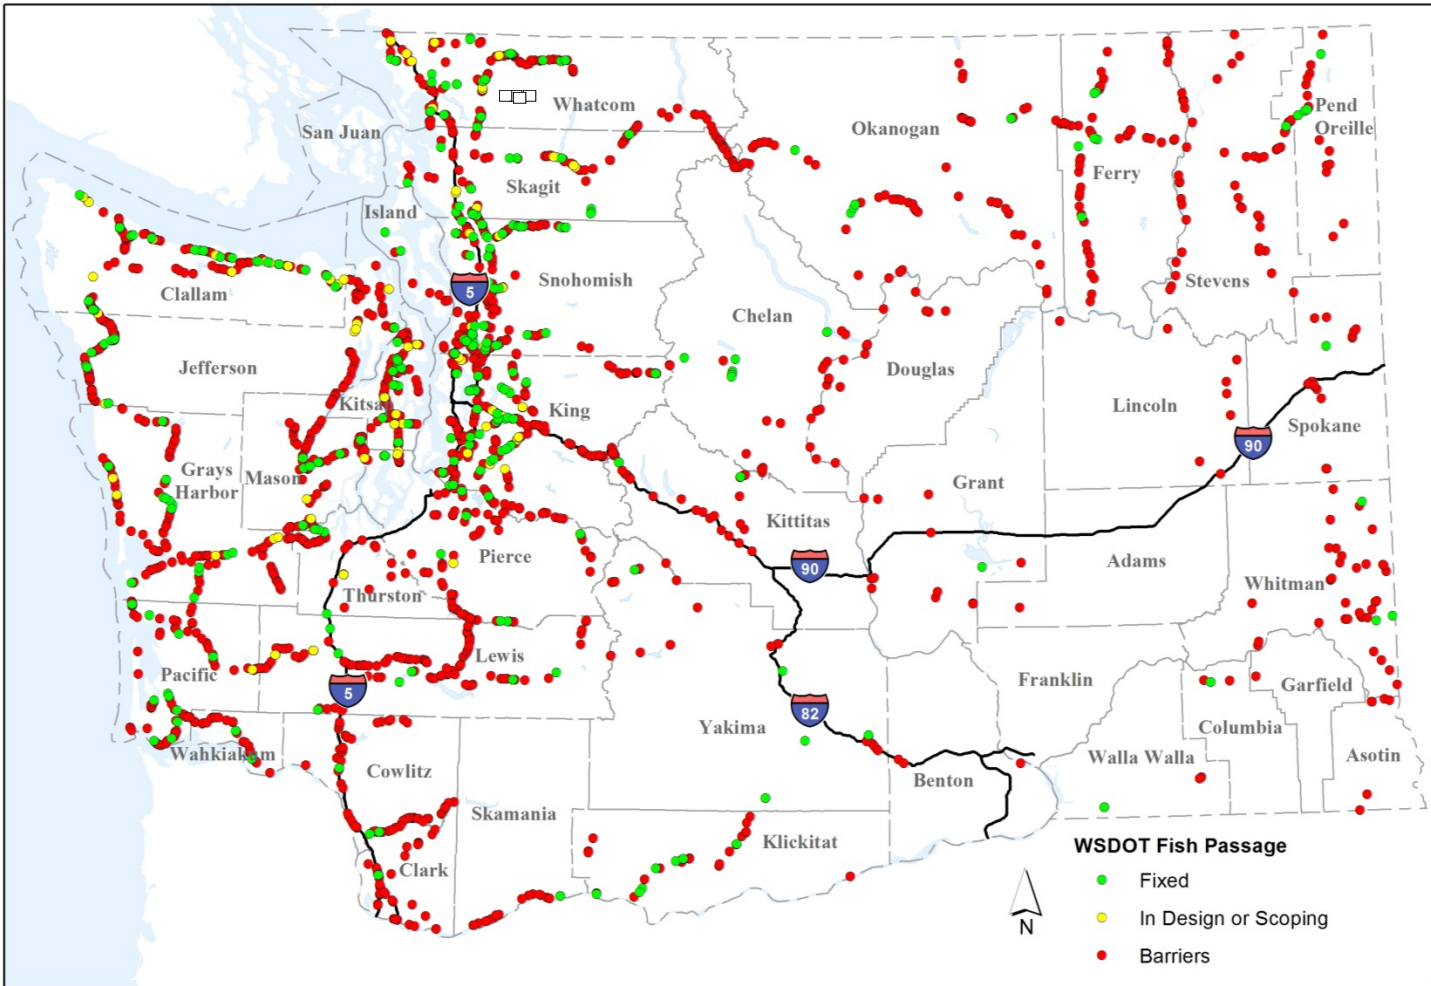 Whatcom
San Juan
Okanogan
Pend
Oreille
Ferry
Skagit
Island
5
Snohomish
Stevens
Clallam
Chelan
Jefferson
Douglas
Kitsap
King
Lincoln
Spokane
90
Grays
Harbor
Mason
Grant
Kittitas
Pierce
90
Adams
Whitman
Thurston
Lewis
Pacific
5
Franklin
Garfield
82
Yakima
Columbia
Wahkiakum
Walla Walla
Asotin
Cowlitz
Benton
Skamania
Klickitat
Clark
WSDOT Fish Passage
Fixed
In Design or Scoping
Barriers
N